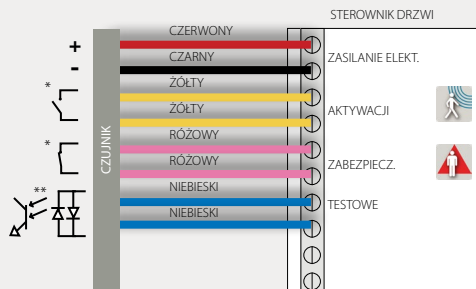 STEROWNIK DRZWI
CZERWONY
+
CZARNY
ZASILANIE ELEKT.
-
ŻÓŁTY
*
ŻÓŁTY
AKTYWACJI
RÓŻOWY
*
CZUJNIK
RÓŻOWY
ZABEZPIECZ.
NIEBIESKI
**
TESTOWE
NIEBIESKI